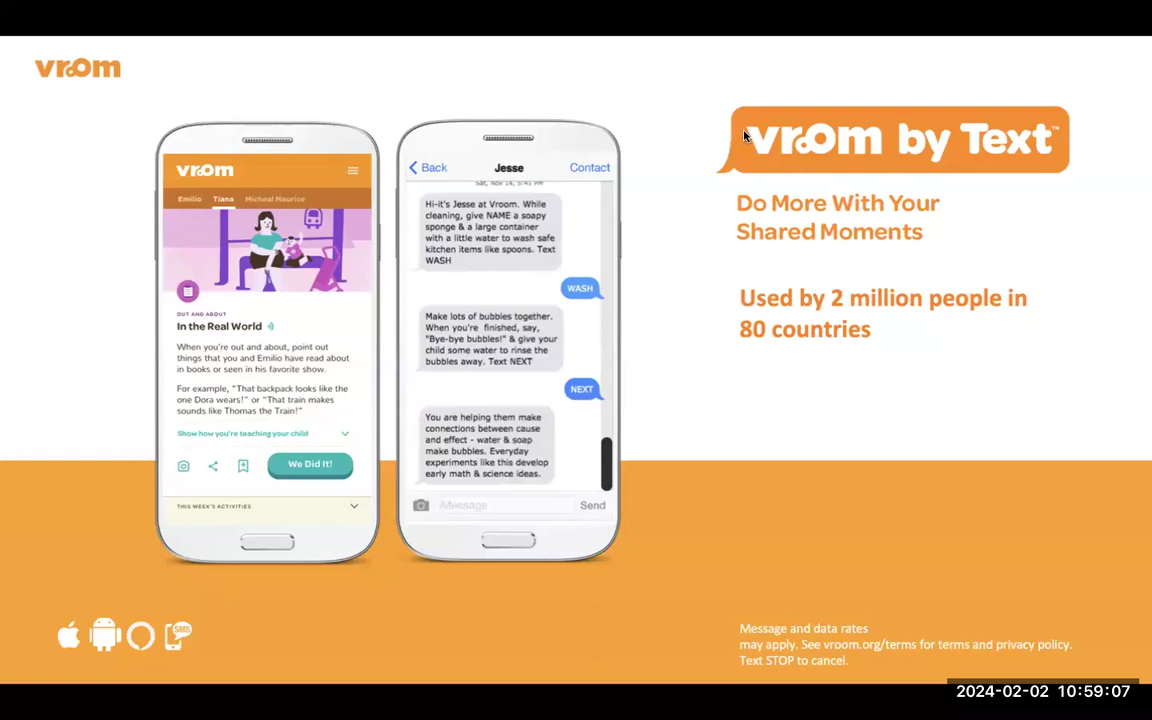 vroom
vroom
Emilio Tiana Micheal Maurice
OUT AND ABOUT
In the Real World
When you're out and about, point out
things that you and Emilio have read about
in books or seen in his favorite show.
For example, "That backpack looks like the
one Dora wears!" or "That train makes
sounds like Thomas the Train!"
Show how you're teaching your child
We Did It!
THIS WEEK'S ACTIVITIES
Back Jesse Contact
Sat, Nov 14, 5:41 PM
Hi-it's Jesse at Vroom. While
cleaning, give NAME a soapy
sponge & a large container
with a little water to wash safe
kitchen items like spoons. Text
WASH
WASH
Make lots of bubbles together.
When you're finished, say,
"Bye-bye bubbles!" & give your
child some water to rinse the
bubbles away. Text NEXT
NEXT
You are helping them make
connections between cause
and effect - water & soap
make bubbles. Everyday
experiments like this develop
early math & science ideas.
iMessage Send
vroom by Text™
Do More With Your
Shared Moments
Used by 2 million people in
80 countries
SMS
Message and data rates
may apply. See vroom.org/terms for terms and privacy policy.
Text STOP to cancel.
2024-02-02 10:59:07